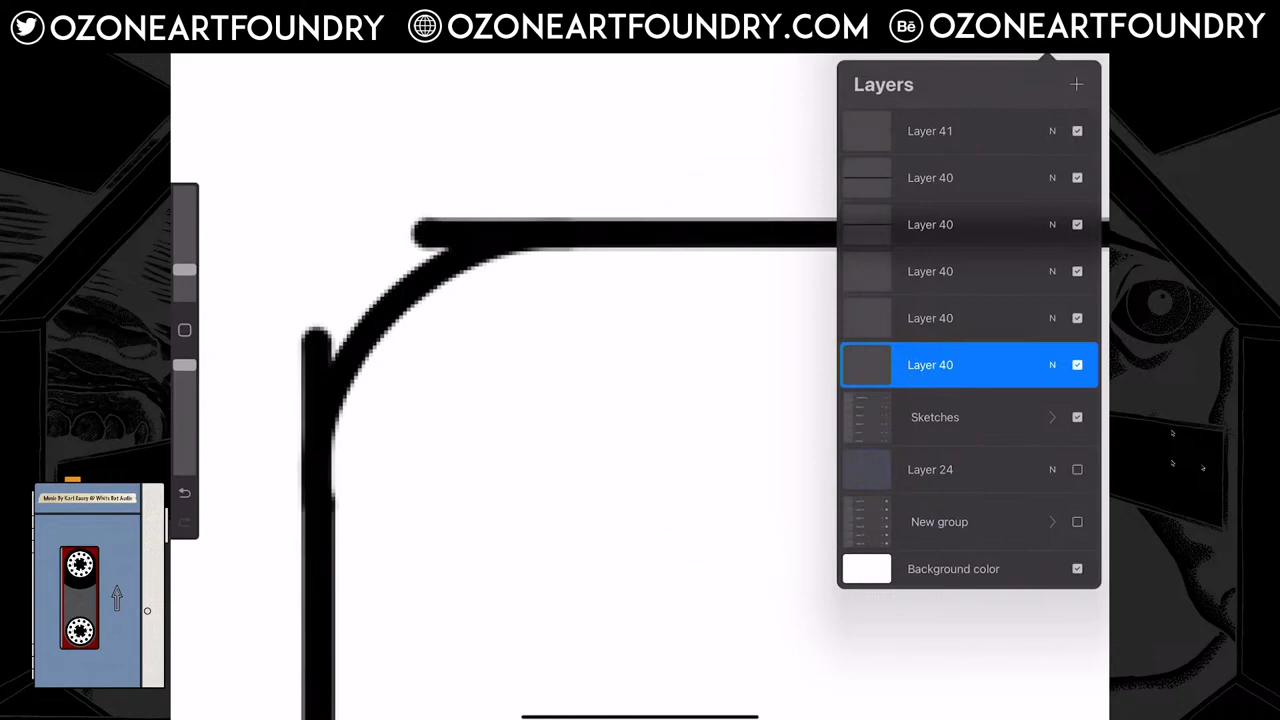 OZONEARTFOUNDRY OZONEARTFOUNDRY.COM Bē OZONEARTFOUNDRY
Layers +
Layer 41 N
Layer 40 N
Layer 40 N
Layer 40 N
Layer 40 N
Layer 40 N
Sketches
Layer 24 N
New group
Background color